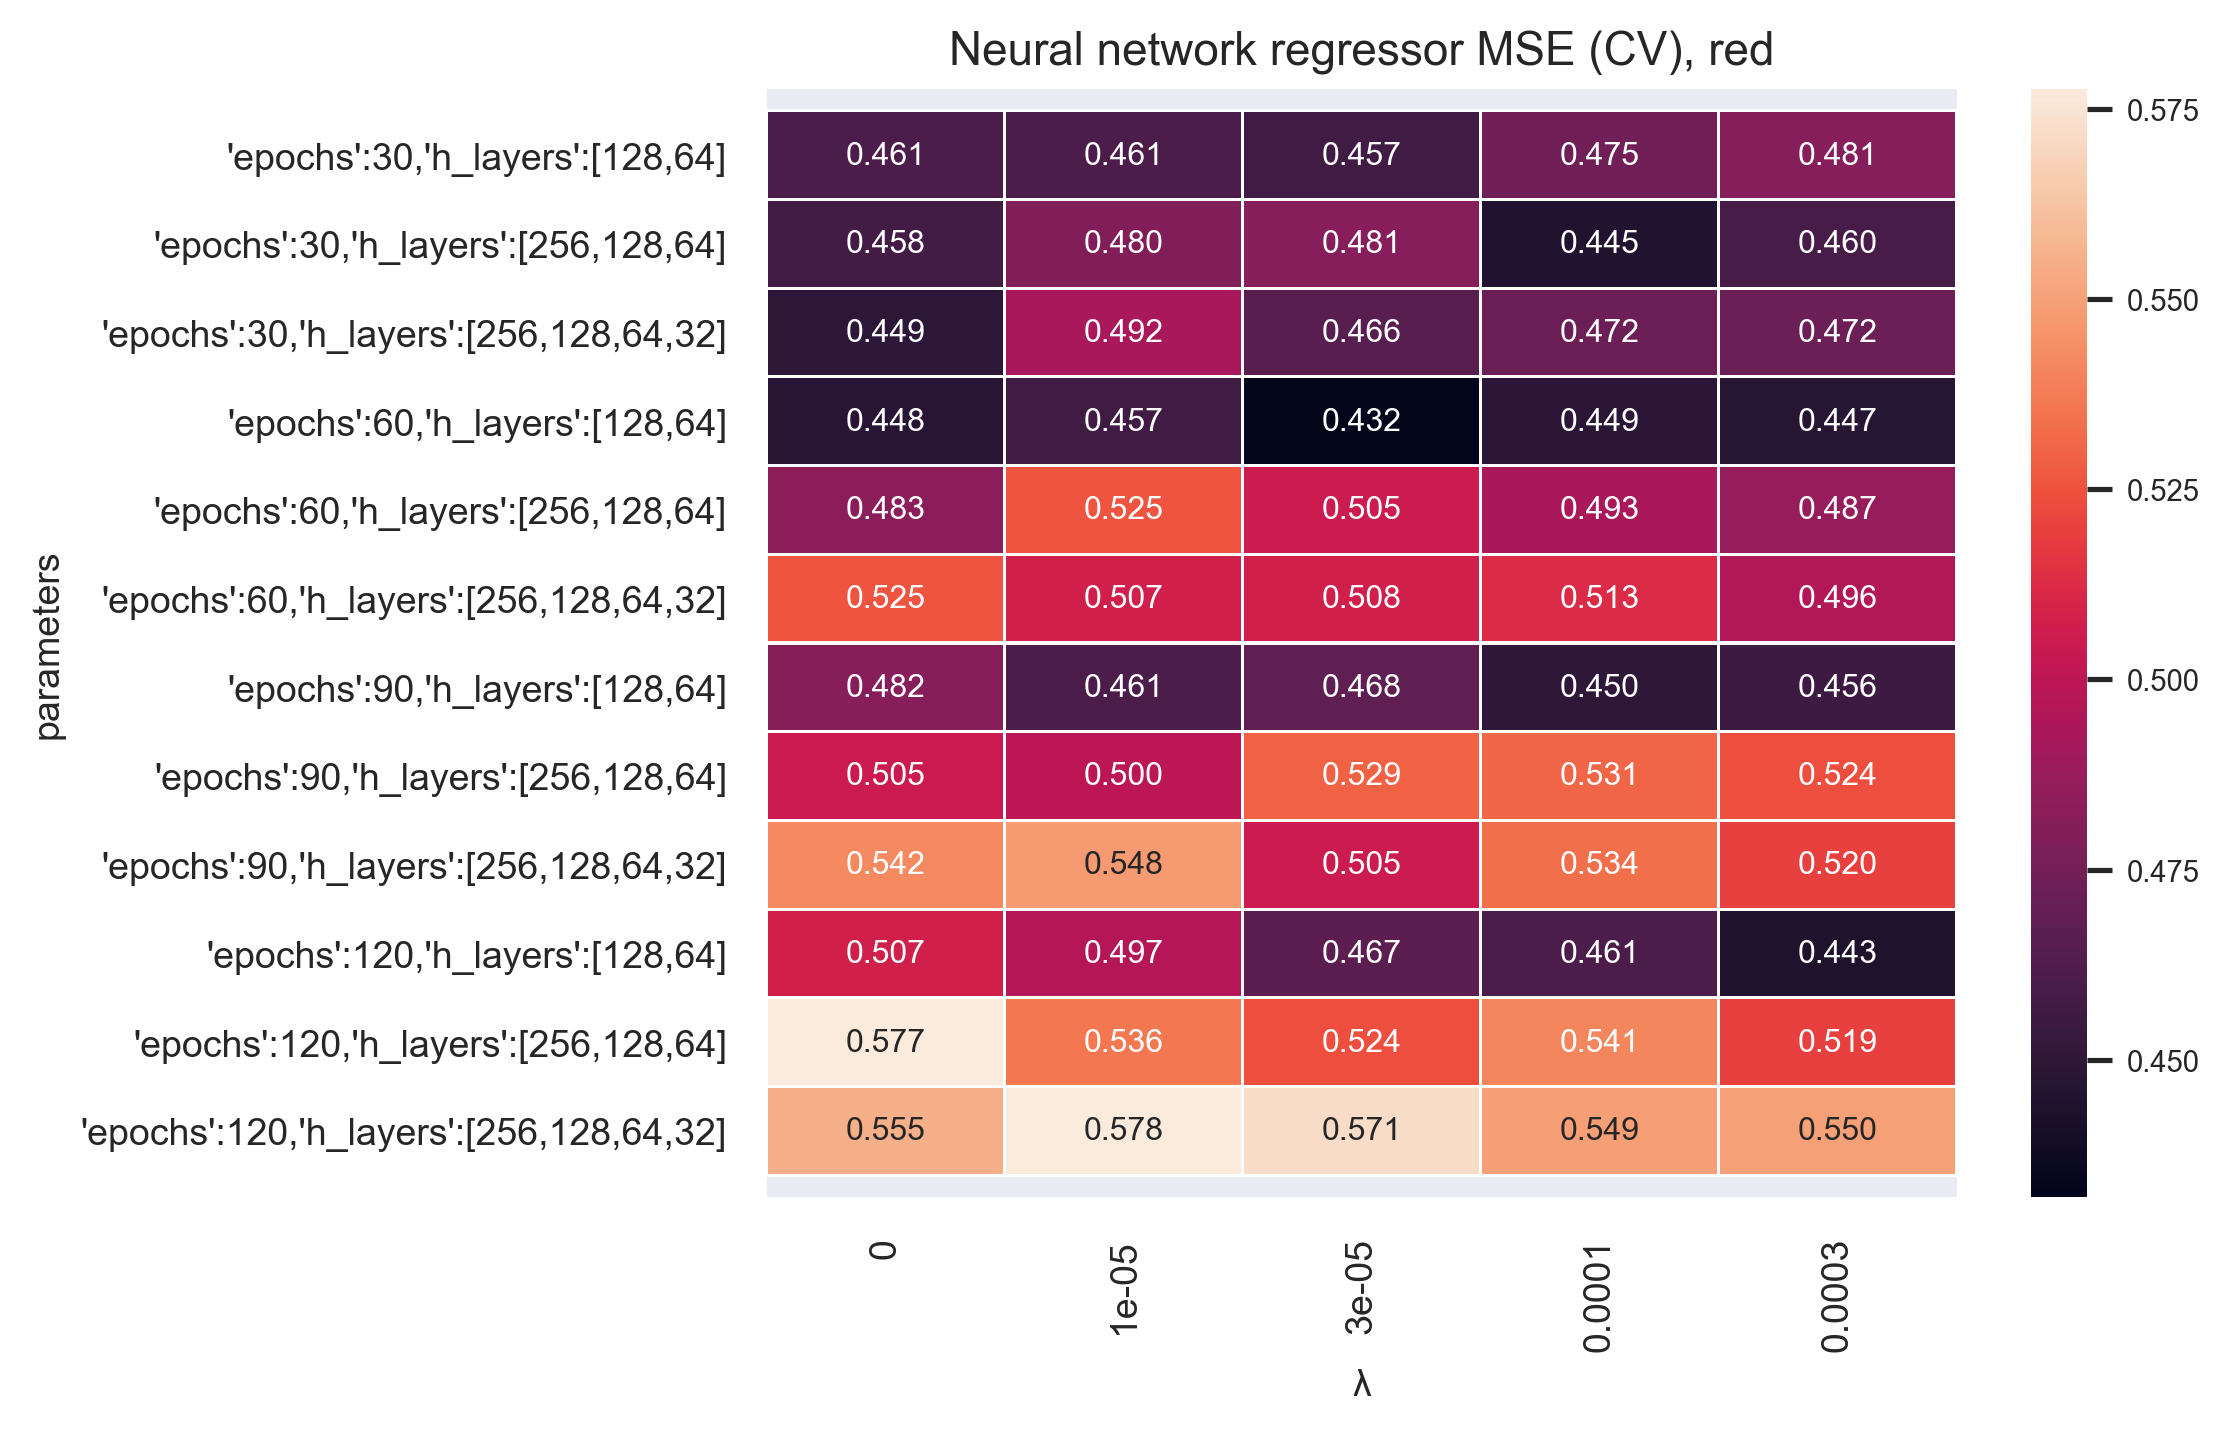 Neural network regressor MSE (CV), red
parameters
'epochs':30,'h_layers':[128,64] 0.461 0.461 0.457 0.475 0.481
'epochs':30,'h_layers':[256,128,64] 0.458 0.480 0.481 0.445 0.460
'epochs':30,'h_layers':[256,128,64,32] 0.449 0.492 0.466 0.472 0.472
'epochs':60,'h_layers':[128,64] 0.448 0.457 0.432 0.449 0.447
'epochs':60,'h_layers':[256,128,64] 0.483 0.525 0.505 0.493 0.487
'epochs':60,'h_layers':[256,128,64,32] 0.525 0.507 0.508 0.513 0.496
'epochs':90,'h_layers':[128,64] 0.482 0.461 0.468 0.450 0.456
'epochs':90,'h_layers':[256,128,64] 0.505 0.500 0.529 0.531 0.524
'epochs':90,'h_layers':[256,128,64,32] 0.542 0.548 0.505 0.534 0.520
'epochs':120,'h_layers':[128,64] 0.507 0.497 0.467 0.461 0.443
'epochs':120,'h_layers':[256,128,64] 0.577 0.536 0.524 0.541 0.519
'epochs':120,'h_layers':[256,128,64,32] 0.555 0.578 0.571 0.549 0.550
0 1e-05 3e-05 0.0001 0.0003
λ
0.575
0.550
0.525
0.500
0.475
0.450